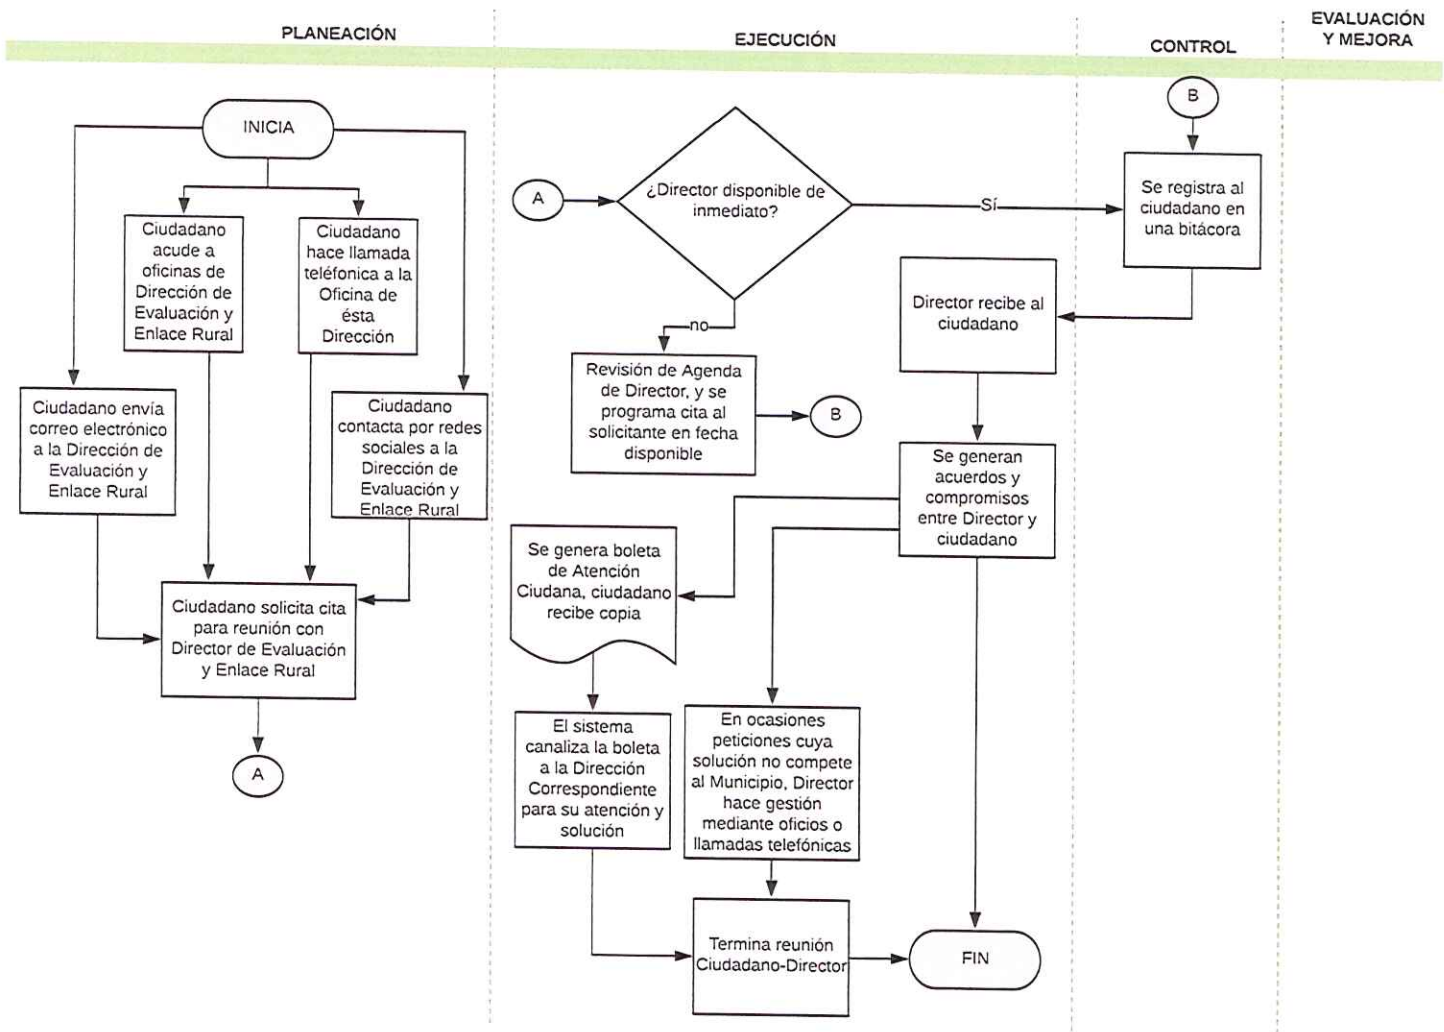 PLANEACIÓN
EJECUCIÓN
CONTROL
EVALUACIÓN
Y MEJORA
INICIA
Ciudadano
acude a
oficinas de
Dirección de
Evaluación y
Enlace Rural
Ciudadano
hace llamada
teléfonica a la
Oficina de
ésta
Dirección
Ciudadano envía
correo electrónico
a la Dirección de
Evaluación y
Enlace Rural
Ciudadano
contacta por redes
sociales a la
Dirección de
Evaluación y
Enlace Rural
Ciudadano solicita cita
para reunión con
Director de Evaluación
y Enlace Rural
A
A
¿Director disponible de
inmediato?
Sí
no
Revisión de Agenda
de Director, y se
programa cita al
solicitante en fecha
disponible
B
B
Se registra al
ciudadano en
una bitácora
Director recibe al
ciudadano
Se generan
acuerdos y
compromisos
entre Director y
ciudadano
Se genera boleta
de Atención
Ciudana, ciudadano
recibe copia
El sistema
canaliza la boleta
a la Dirección
Correspondiente
para su atención y
solución
En ocasiones
peticiones cuya
solución no compete
al Municipio, Director
hace gestión
mediante oficios o
llamadas telefónicas
Termina reunión
Ciudadano-Director
FIN